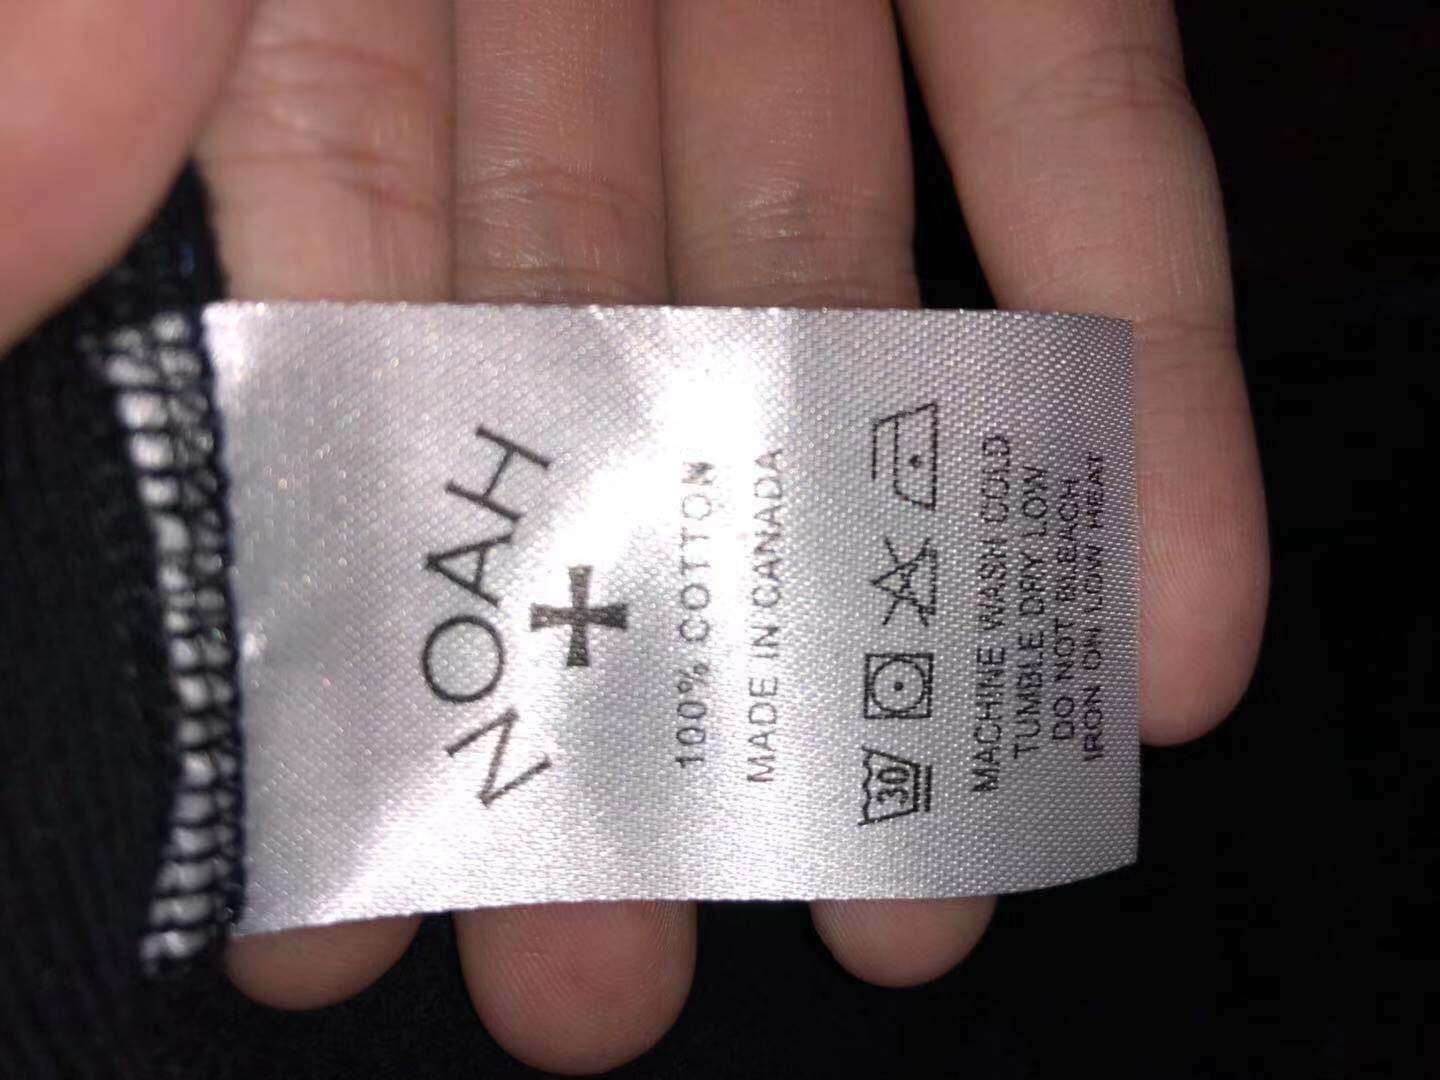 NOAH
100% COTTON
MADE IN CANADA
30
MACHINE WASH COLD
TUMBLE DRY LOW
DO NOT BLEACH
IRON ON LOW HEAT